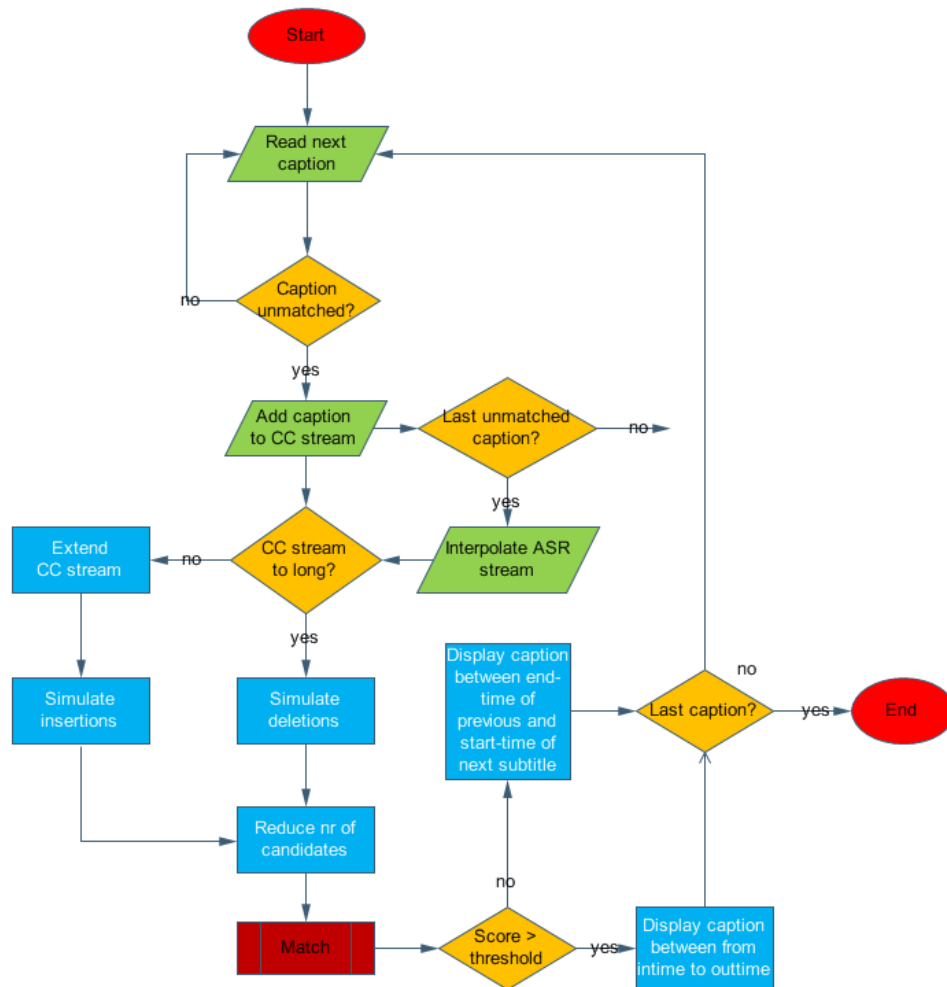 Start
Read next
caption
Caption
unmatched?
no
yes
Add caption
to CC stream
Last unmatched
caption?
no
yes
Extend
CC stream
no
CC stream
to long?
Interpolate ASR
stream
yes
Simulate
insertions
Simulate
deletions
Display caption
between end-
time of
previous and
start-time of
next subtitle
no
Last caption?
yes
End
Reduce nr of
candidates
no
Match
Score >
threshold
yes
Display caption
between from
intime to outtime